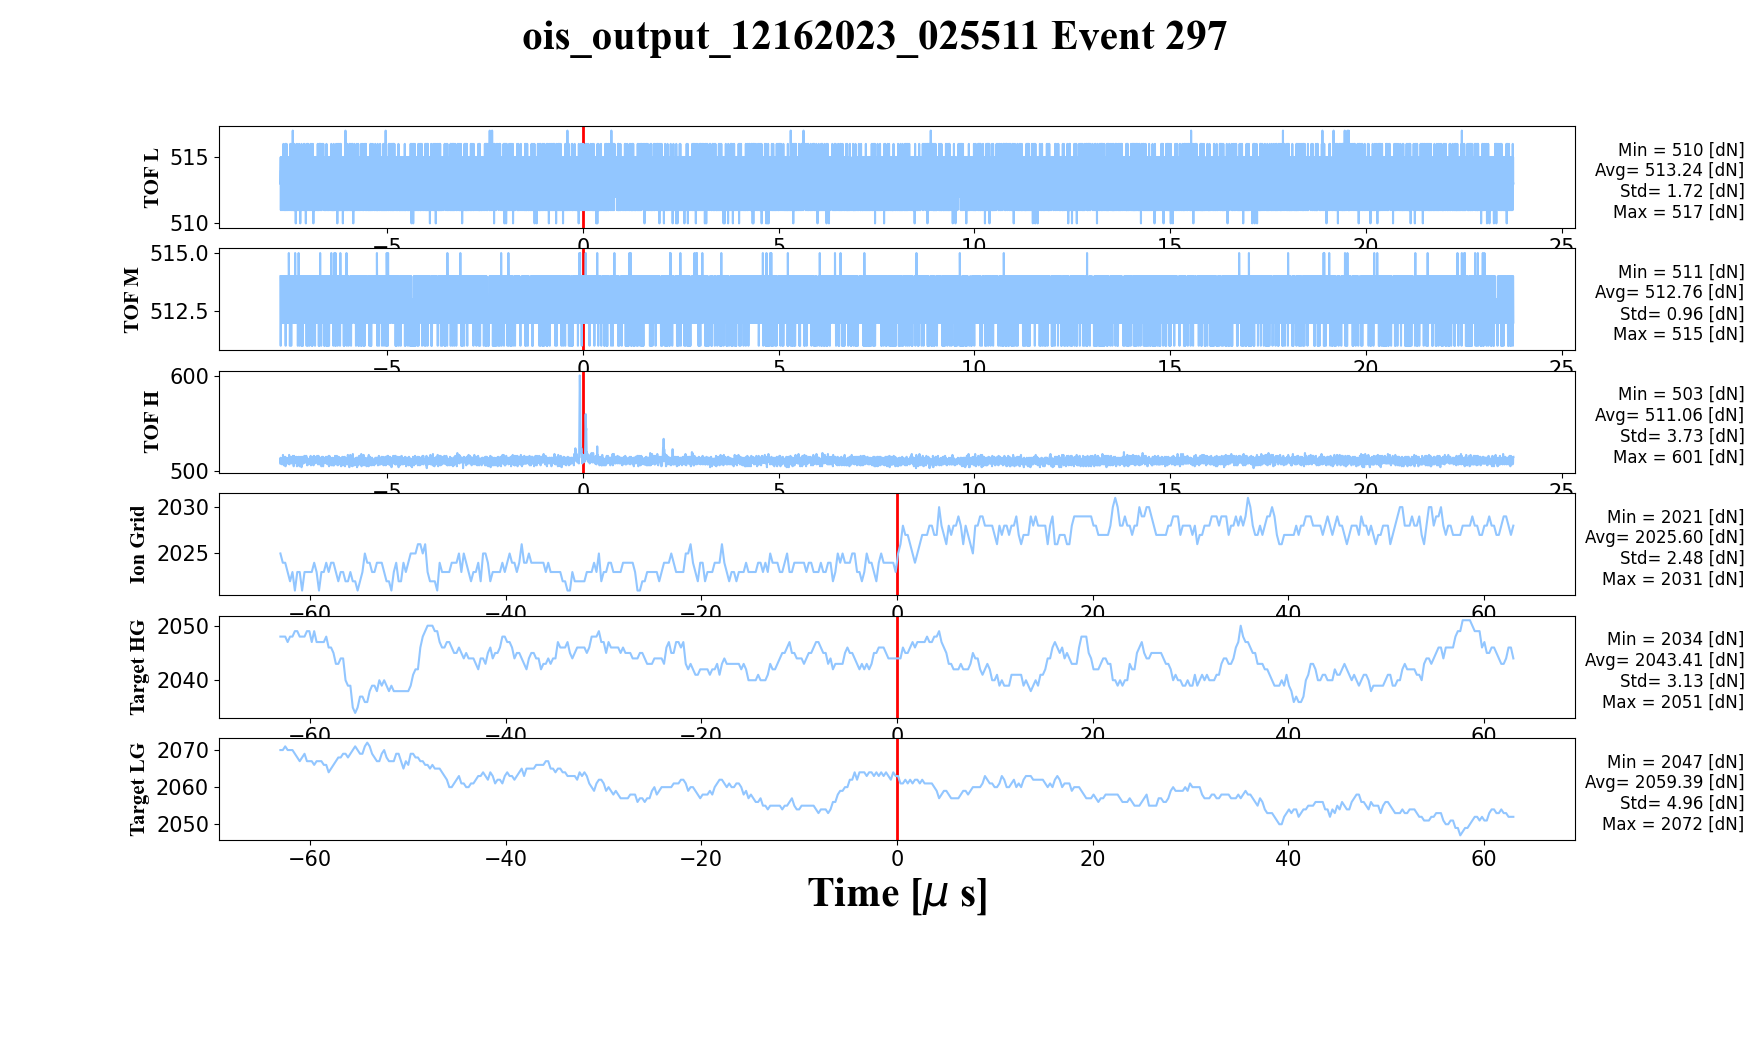 ois_output_12162023_025511 Event 297
TOF L
515
510
−5 0 5 10 15 20 25
Min = 510 [dN]
Avg= 513.24 [dN]
Std= 1.72 [dN]
Max = 517 [dN]
TOF M
515.0
512.5
−5 0 5 10 15 20 25
Min = 511 [dN]
Avg= 512.76 [dN]
Std= 0.96 [dN]
Max = 515 [dN]
TOF H
600
500
−5 0 5 10 15 20 25
Min = 503 [dN]
Avg= 511.06 [dN]
Std= 3.73 [dN]
Max = 601 [dN]
Ion Grid
2030
2025
−60 −40 −20 0 20 40 60
Min = 2021 [dN]
Avg= 2025.60 [dN]
Std= 2.48 [dN]
Max = 2031 [dN]
Target HG
2050
2040
−60 −40 −20 0 20 40 60
Min = 2034 [dN]
Avg= 2043.41 [dN]
Std= 3.13 [dN]
Max = 2051 [dN]
Target LG
2070
2060
2050
−60 −40 −20 0 20 40 60
Min = 2047 [dN]
Avg= 2059.39 [dN]
Std= 4.96 [dN]
Max = 2072 [dN]
Time [μ s]